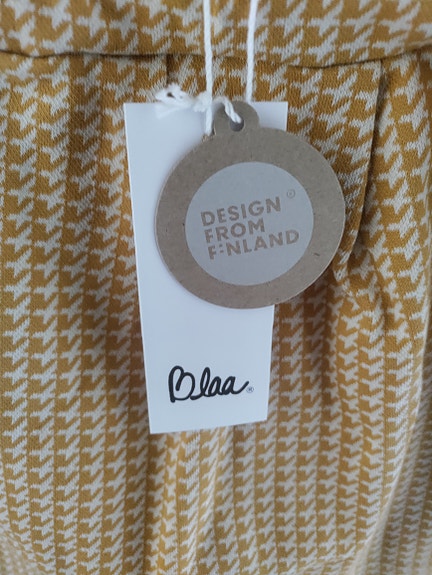 DESIGN
FROM
FINLAND
Blaa®